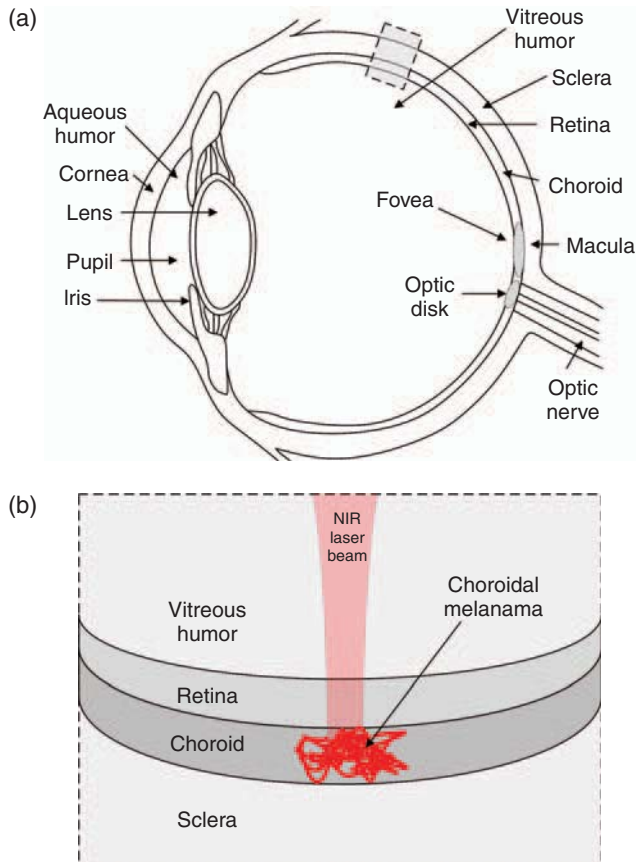 (a)
Vitreous
humor
Sclera
Retina
Choroid
Aqueous
humor
Cornea
Lens
Pupil
Iris
Fovea
Macula
Optic
disk
Optic
nerve
(b)
NIR
laser
beam
Choroidal
melanama
Vitreous
humor
Retina
Choroid
Sclera